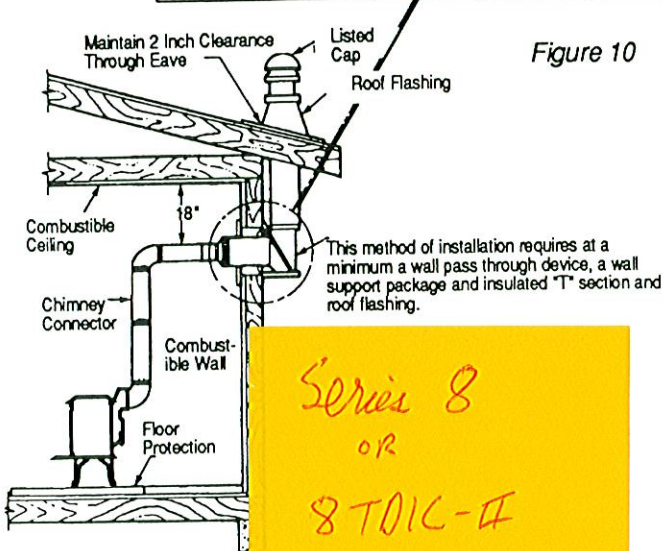 Maintain 2 Inch Clearance
Through Eave
Listed
Cap
Figure 10
Roof Flashing
18"
Combustible
Ceiling
This method of installation requires at a
minimum a wall pass through device, a wall
support package and insulated "T" section and
roof flashing.
Chimney
Connector
Combust-
ible Wall
Floor
Protection
Series 8
OR
8TDIC-II